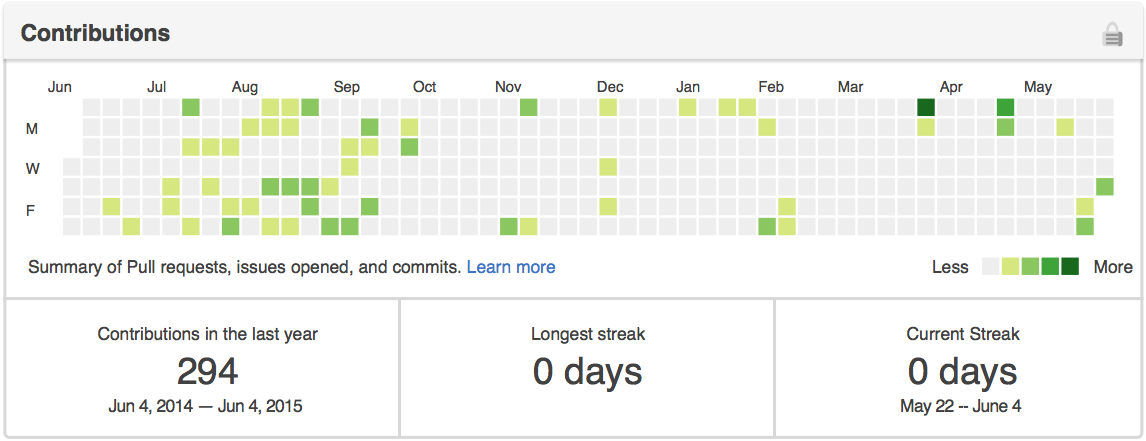 Contributions
Jun Jul Aug Sep Oct Nov Dec Jan Feb Mar Apr May
M
W
F
Summary of Pull requests, issues opened, and commits. Learn more
Less More
Contributions in the last year
294
Jun 4, 2014 — Jun 4, 2015
Longest streak
0 days
Current Streak
0 days
May 22 -- June 4